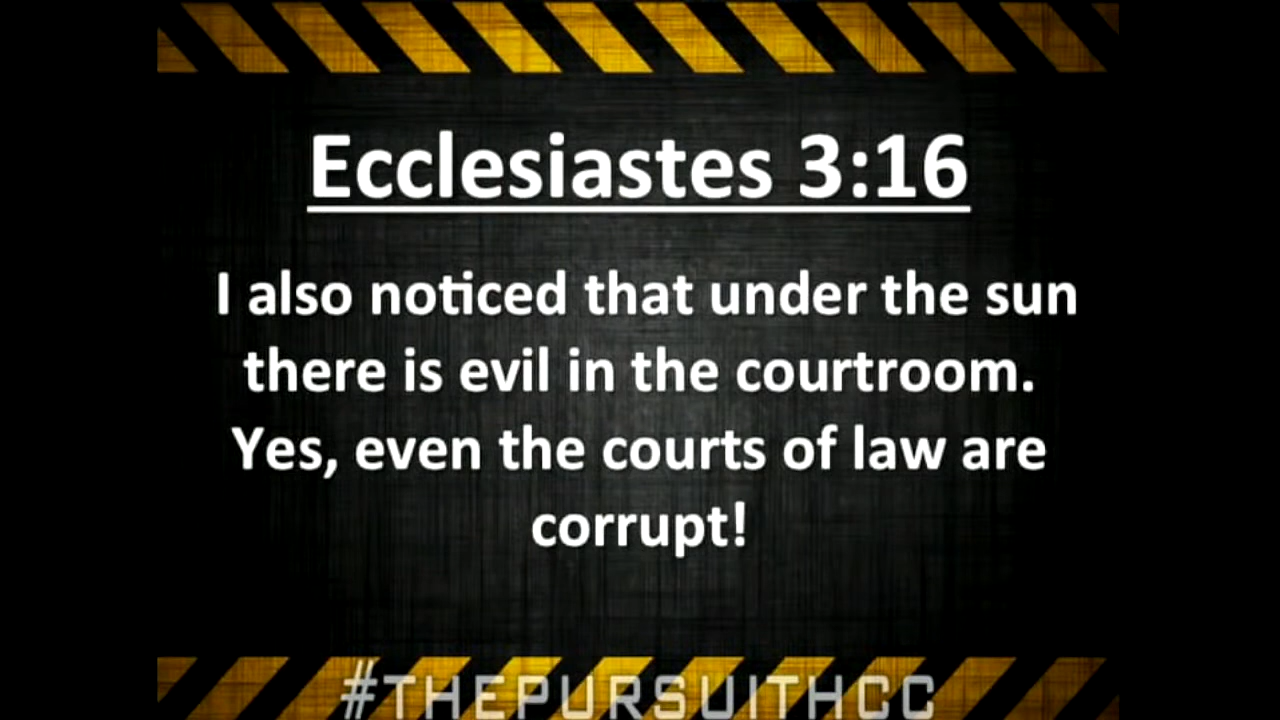 Ecclesiastes 3:16
I also noticed that under the sun
there is evil in the courtroom.
Yes, even the courts of law are
corrupt!
#THEPURSUITHCC